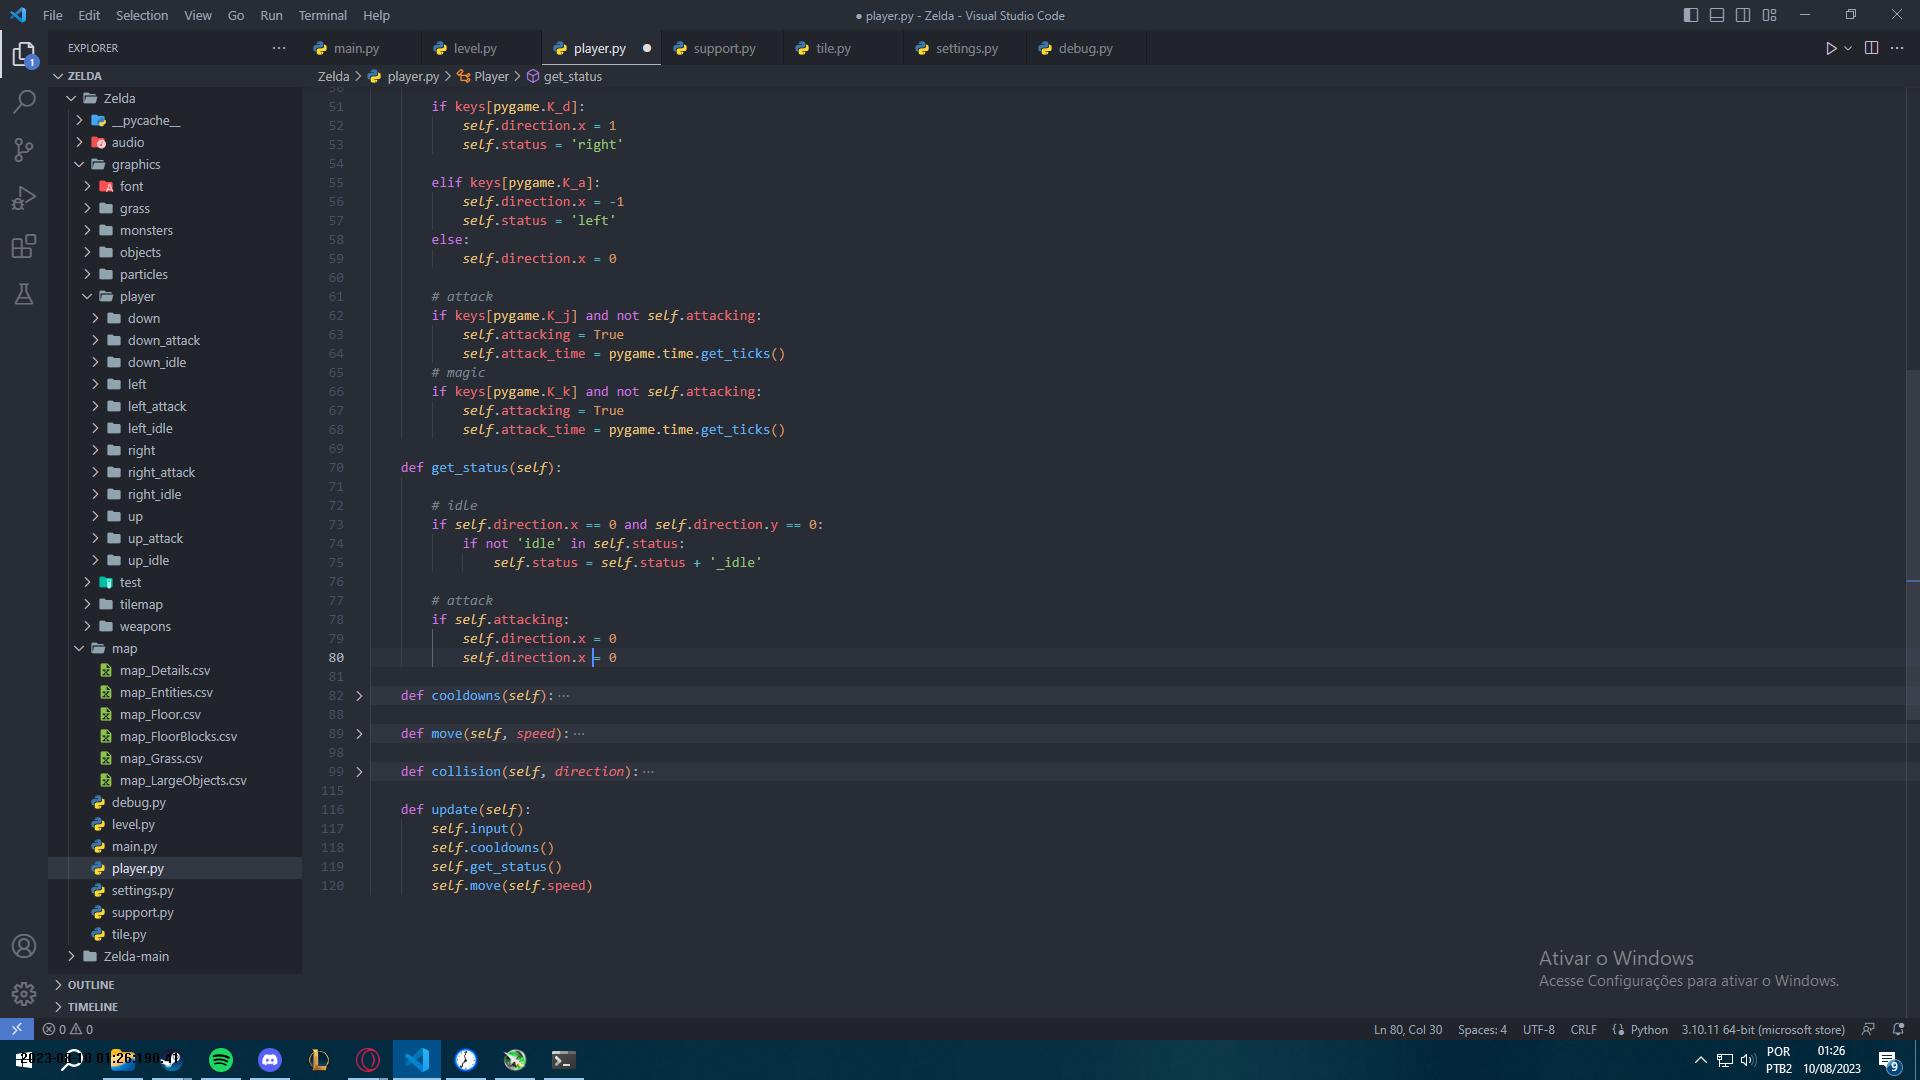 File Edit Selection View Go Run Terminal Help
● player.py - Zelda - Visual Studio Code
EXPLORER
main.py level.py player.py support.py tile.py settings.py debug.py
ZELDA
Zelda > player.py > Player > get_status
Zelda
__pycache__
audio
graphics
font
grass
monsters
objects
particles
player
down
down_attack
down_idle
left
left_attack
left_idle
right
right_attack
right_idle
up
up_attack
up_idle
test
tilemap
weapons
map
map_Details.csv
map_Entities.csv
map_Floor.csv
map_FloorBlocks.csv
map_Grass.csv
map_LargeObjects.csv
debug.py
level.py
main.py
player.py
settings.py
support.py
tile.py
Zelda-main
OUTLINE
TIMELINE
50
51 if keys[pygame.K_d]:
52 self.direction.x = 1
53 self.status = 'right'
54
55 elif keys[pygame.K_a]:
56 self.direction.x = -1
57 self.status = 'left'
58 else:
59 self.direction.x = 0
60
61 # attack
62 if keys[pygame.K_j] and not self.attacking:
63 self.attacking = True
64 self.attack_time = pygame.time.get_ticks()
65 # magic
66 if keys[pygame.K_k] and not self.attacking:
67 self.attacking = True
68 self.attack_time = pygame.time.get_ticks()
69
70 def get_status(self):
71
72 # idle
73 if self.direction.x == 0 and self.direction.y == 0:
74 if not 'idle' in self.status:
75 self.status = self.status + '_idle'
76
77 # attack
78 if self.attacking:
79 self.direction.x = 0
80 self.direction.x = 0
81
82 def cooldowns(self): ···
88
89 def move(self, speed): ···
98
99 def collision(self, direction): ···
115
116 def update(self):
117 self.input()
118 self.cooldowns()
119 self.get_status()
120 self.move(self.speed)
Ativar o Windows
Acesse Configurações para ativar o Windows.
0 0
Ln 80, Col 30 Spaces: 4 UTF-8 CRLF Python 3.10.11 64-bit (microsoft store)
POR
PTB2
01:26
10/08/2023
9
1